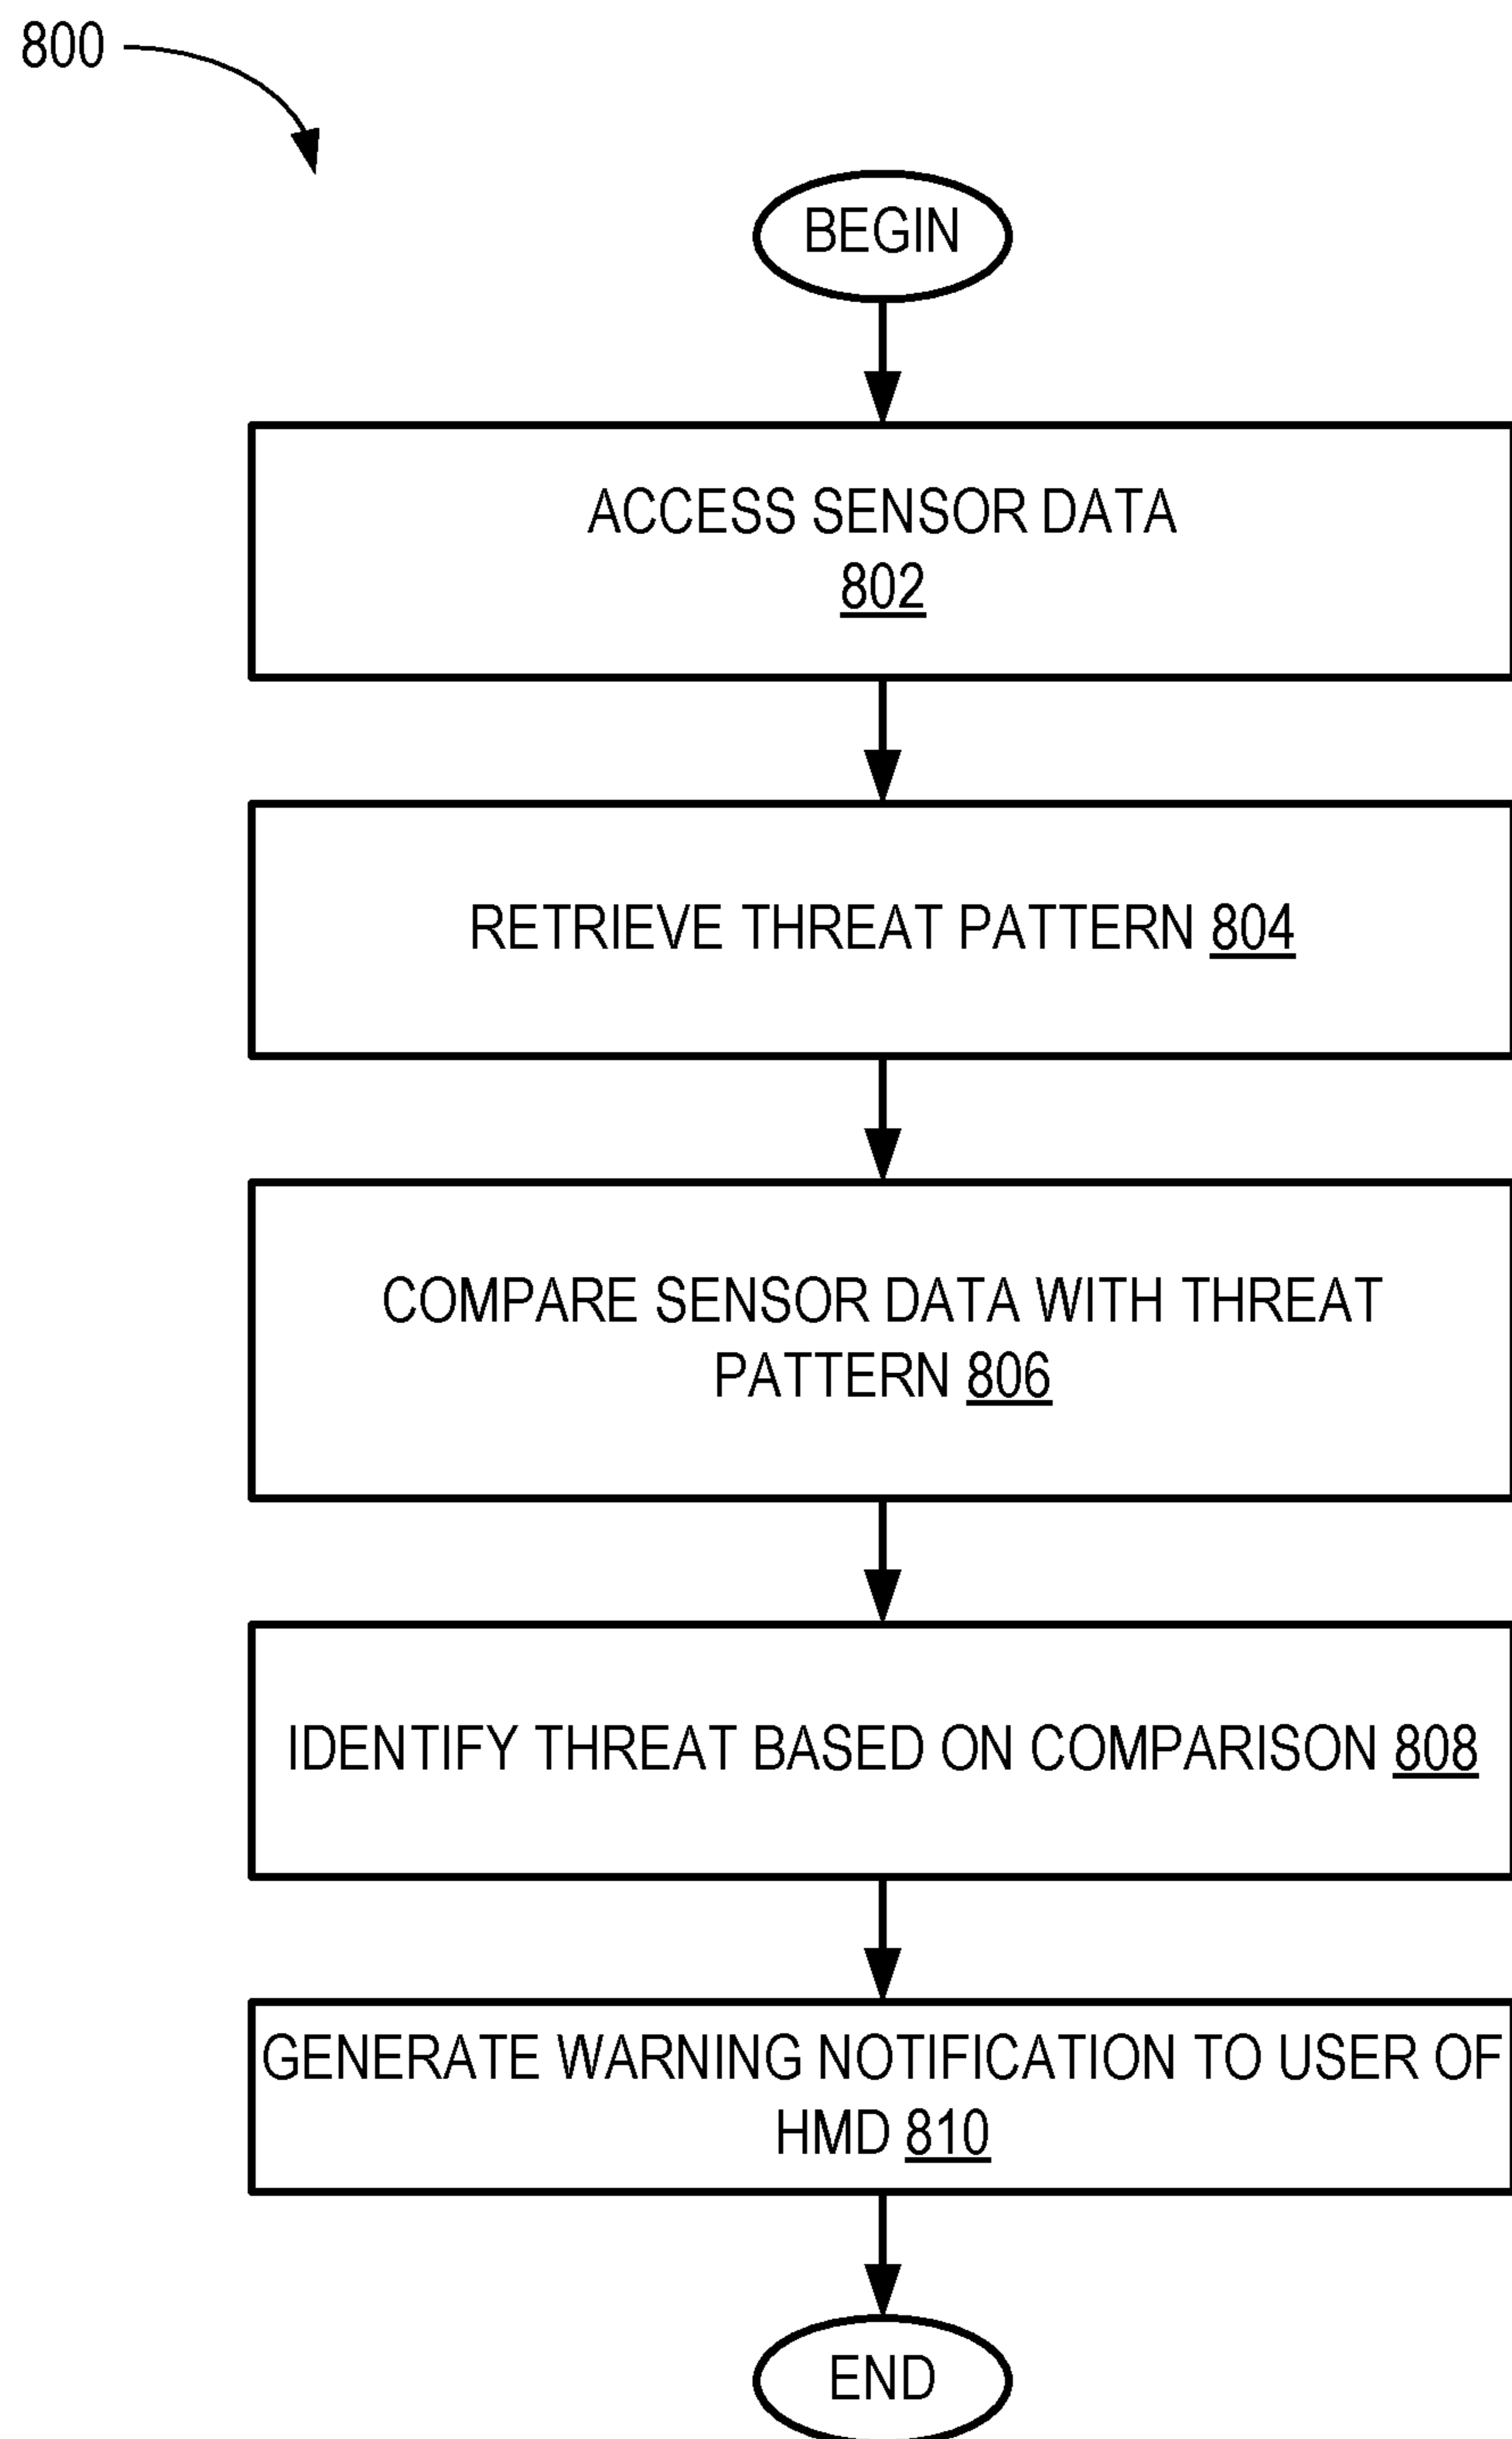 800
BEGIN
ACCESS SENSOR DATA
802
RETRIEVE THREAT PATTERN 804
COMPARE SENSOR DATA WITH THREAT
PATTERN 806
IDENTIFY THREAT BASED ON COMPARISON 808
GENERATE WARNING NOTIFICATION TO USER OF
HMD 810
END